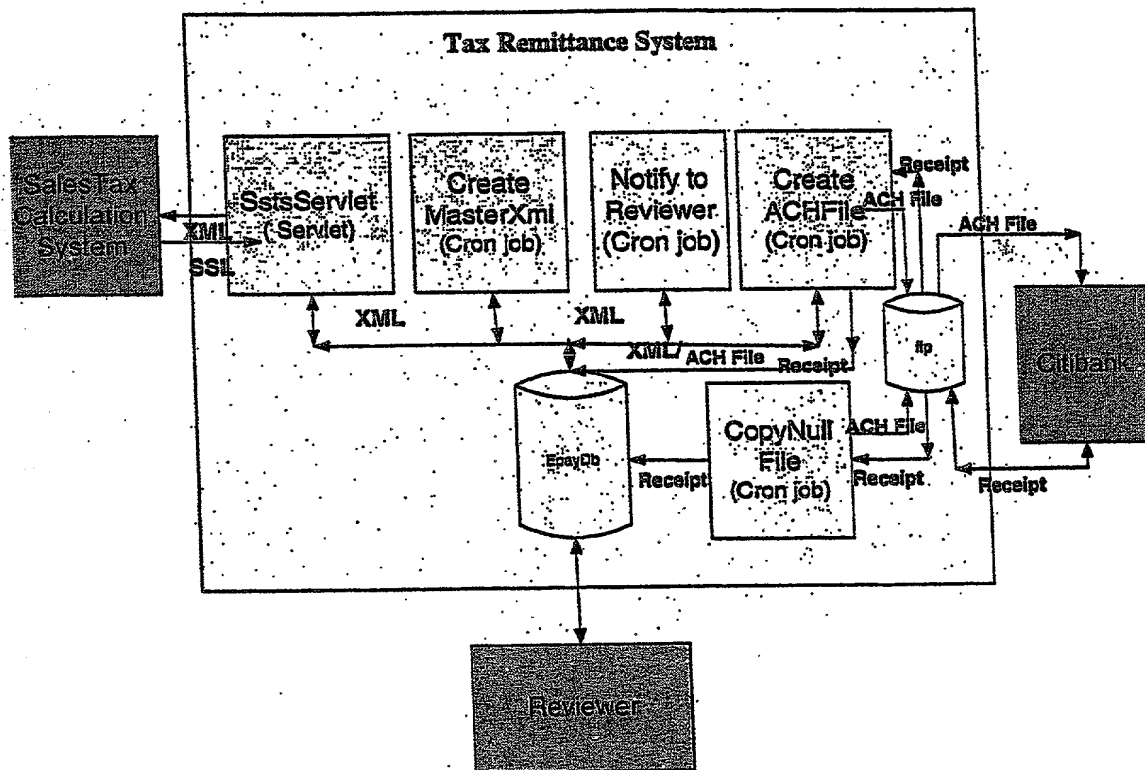 Tax Remittance System
SalesTax
Calculation
System
XML
SSL
SstsServlet
( Servlet)
Create
MasterXml
(Cron job)
Notify to
Reviewer
(Cron job)
Create
ACHFile
(Cron job)
Receipt
ACH File
ACH File
XML
XML
XML/
ACH File
Receipt
ftp
Citibank
EpayDb
CopyNull
File
(Cron job)
ACH File
Receipt
Receipt
Receipt
Reviewer